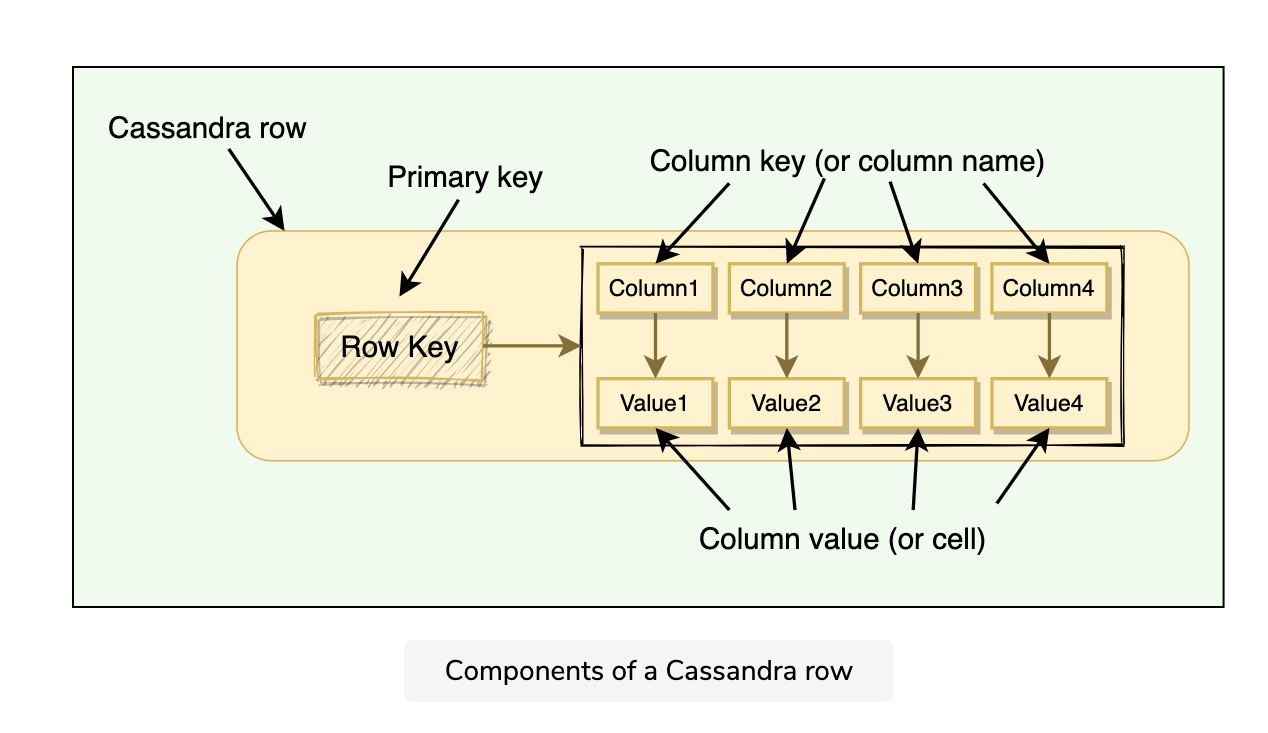 Cassandra row
Primary key
Column key (or column name)
Row Key
Column1
Column2
Column3
Column4
Value1
Value2
Value3
Value4
Column value (or cell)
Components of a Cassandra row